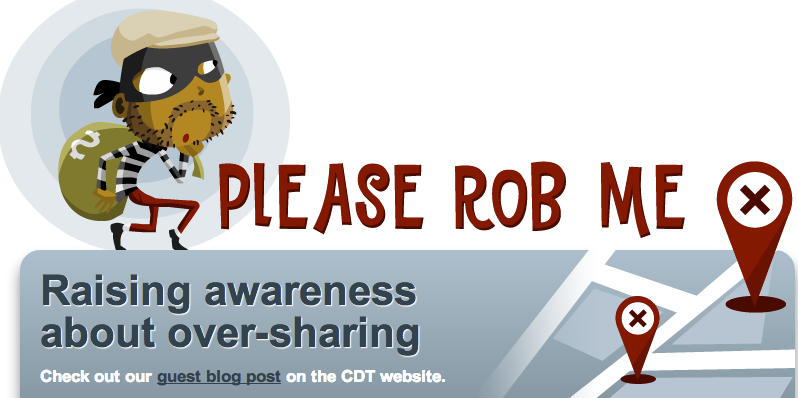 PLEASE ROB ME
Raising awareness
about over-sharing
Check out our guest blog post on the CDT website.